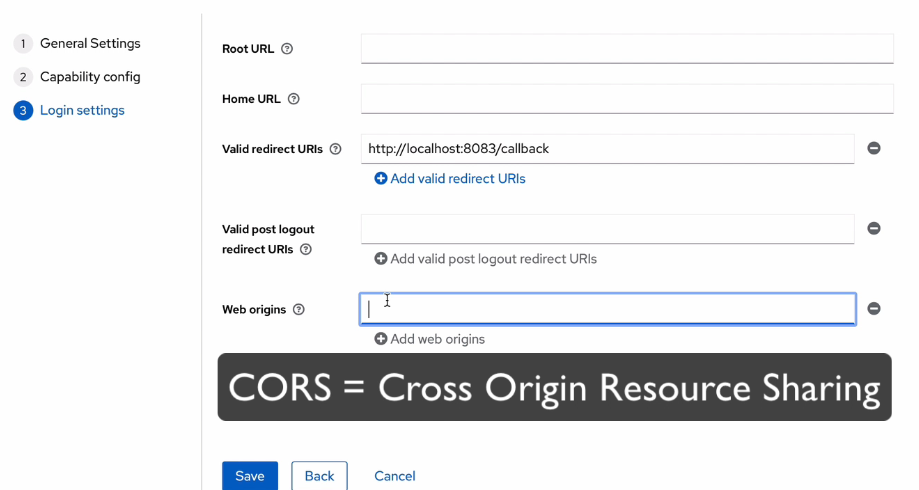 1 General Settings
2 Capability config
3 Login settings
Root URL
Home URL
Valid redirect URIs
http://localhost:8083/callback
Add valid redirect URIs
Valid post logout
redirect URIs
Add valid post logout redirect URIs
Web origins
Add web origins
CORS = Cross Origin Resource Sharing
Save Back Cancel